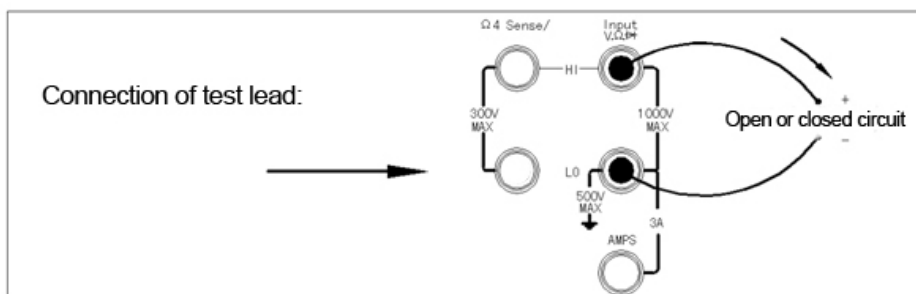 Ω 4 Sense/
Input
V.Ω.
HI
Connection of test lead:
300V
MAX
1000V
MAX
+
Open or closed circuit
-
LO
500V
MAX
3A
AMPS